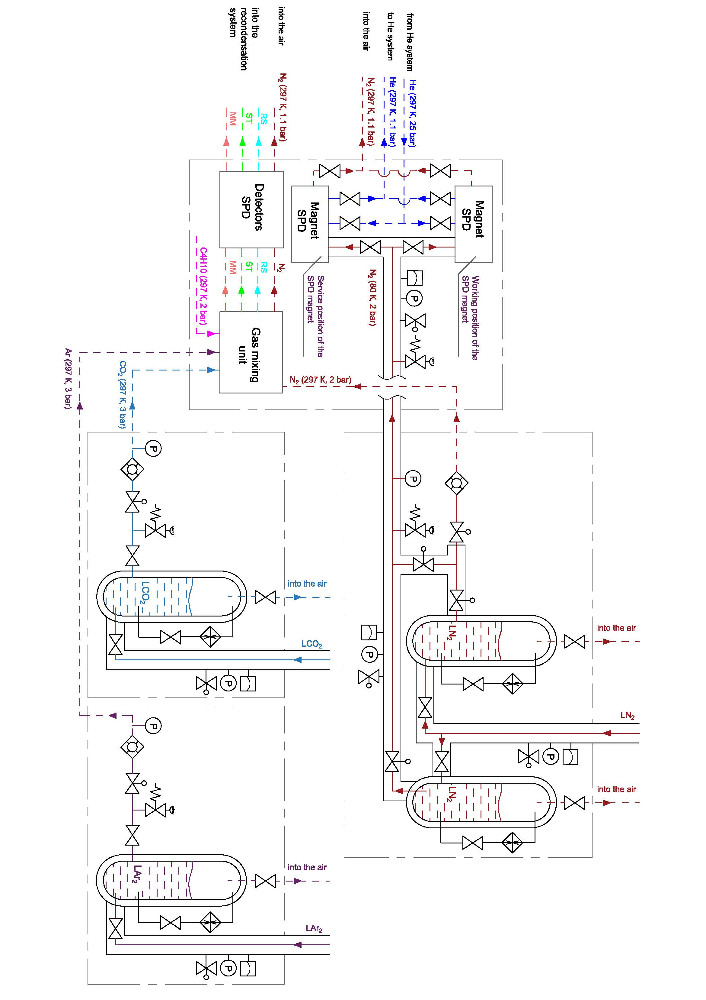 from He system
to He system
into the air
into the air
into the
recondensation
system
He (297 K, 25 bar)
He (297 K, 1.1 bar)
N₂ (297 K, 1.1 bar)
N₂ (297 K, 1.1 bar)
RS
ST
MM
Magnet
SPD
Magnet
SPD
Detectors
SPD
Working position of the
SPD magnet
Service position of the
SPD magnet
N₂ (80 K, 2 bar)
P
N₂
RS
ST
MM
C4H10 (297 K, 2 bar)
Gas mixing
unit
N₂ (297 K, 2 bar)
CO₂ (297 K, 3 bar)
Ar (297 K, 3 bar)
P
P
into the air
LCO₂
into the air
LN₂
LCO₂
P
P
LN₂
P
P
into the air
LN₂
into the air
LAr₂
LAr₂
P